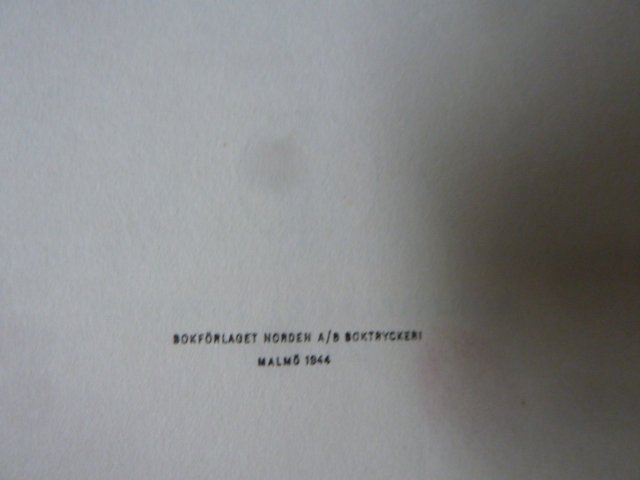 BOKFÖRLAGET NORDEN A/B BOKTRYCKERI
MALMÖ 1944